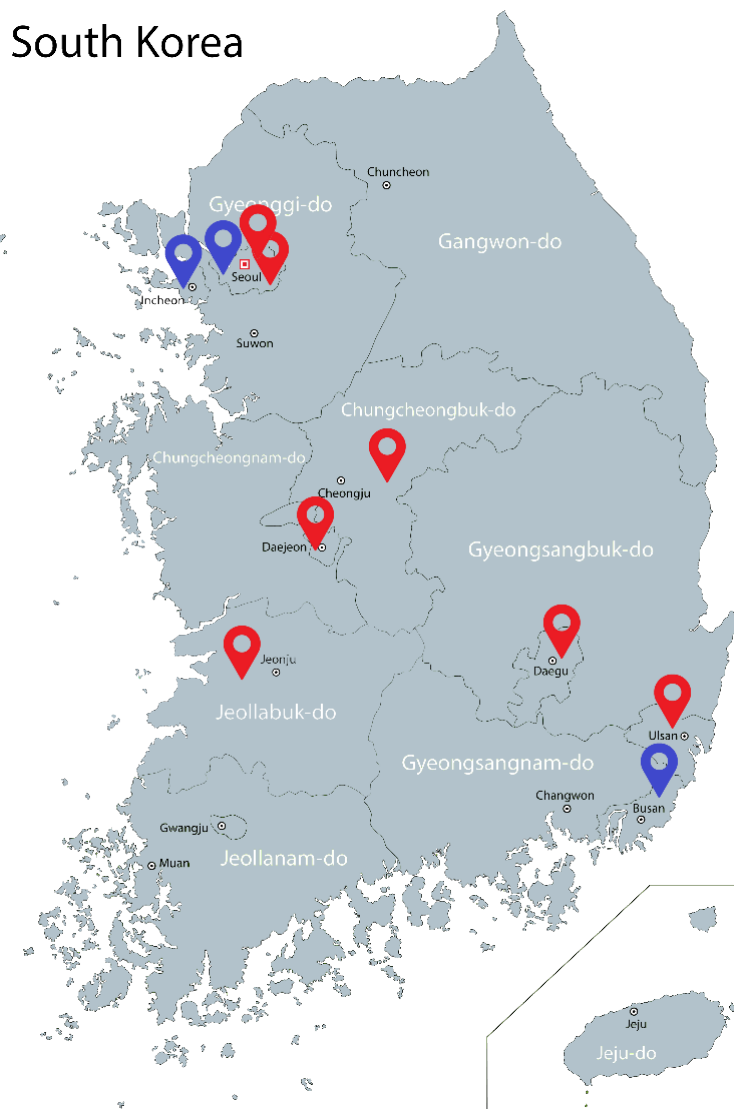 South Korea
Chuncheon
Gyeonggi-do
Gangwon-do
Seoul
Incheon
Suwon
Chungcheongbuk-do
Chungcheongnam-do
Cheongju
Daejeon
Gyeongsangbuk-do
Jeonju
Daegu
Jeollabuk-do
Ulsan
Gyeongsangnam-do
Changwon
Busan
Gwangju
Jeollanam-do
Muan
Jeju
Jeju-do